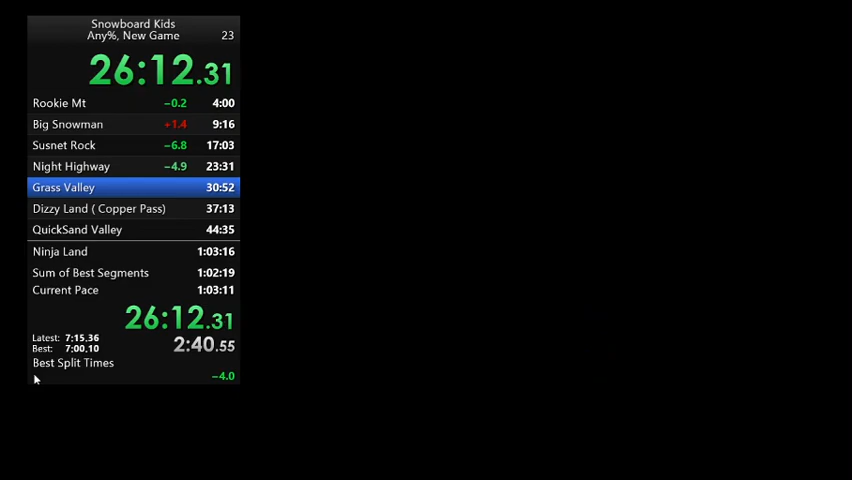 Snowboard Kids
Any%, New Game 23
26:12.31
Rookie Mt −0.2 4:00
Big Snowman +1.4 9:16
Susnet Rock −6.8 17:03
Night Highway −4.9 23:31
Grass Valley 30:52
Dizzy Land ( Copper Pass) 37:13
QuickSand Valley 44:35
Ninja Land 1:03:16
Sum of Best Segments 1:02:19
Current Pace 1:03:11
26:12.31
Latest: 7:15.36
Best: 7:00.10
2:40.55
Best Split Times
−4.0